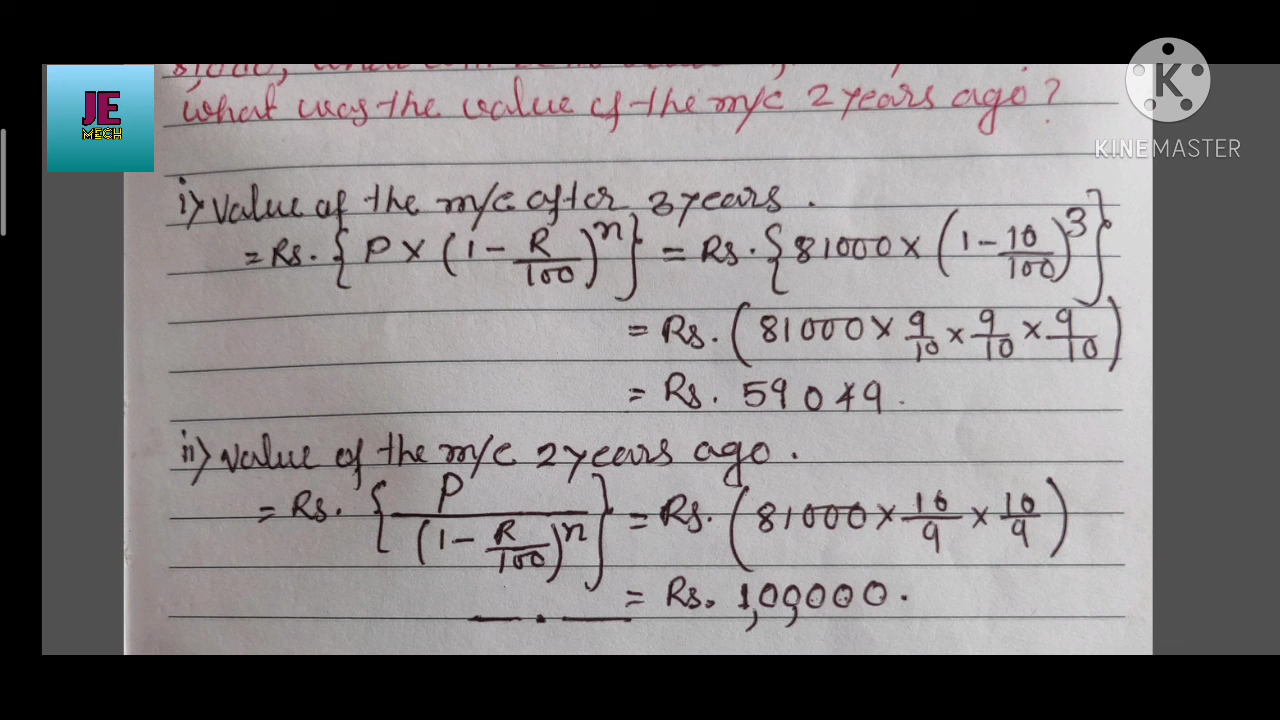 JE
MECH
K
KINEMASTER
what was the value of the m/c 2 years ago?
i) Value of the m/c after 3 years.
= Rs. { P × (1 - R/100)^n } = Rs. { 81000 × (1 - 10/100)^3 }
= Rs. (81000 × 9/10 × 9/10 × 9/10)
= Rs. 59049.
ii) Value of the m/c 2 years ago.
= Rs. { P/(1 - R/100)^n } = Rs. (81000 × 10/9 × 10/9)
= Rs. 1,00,000.